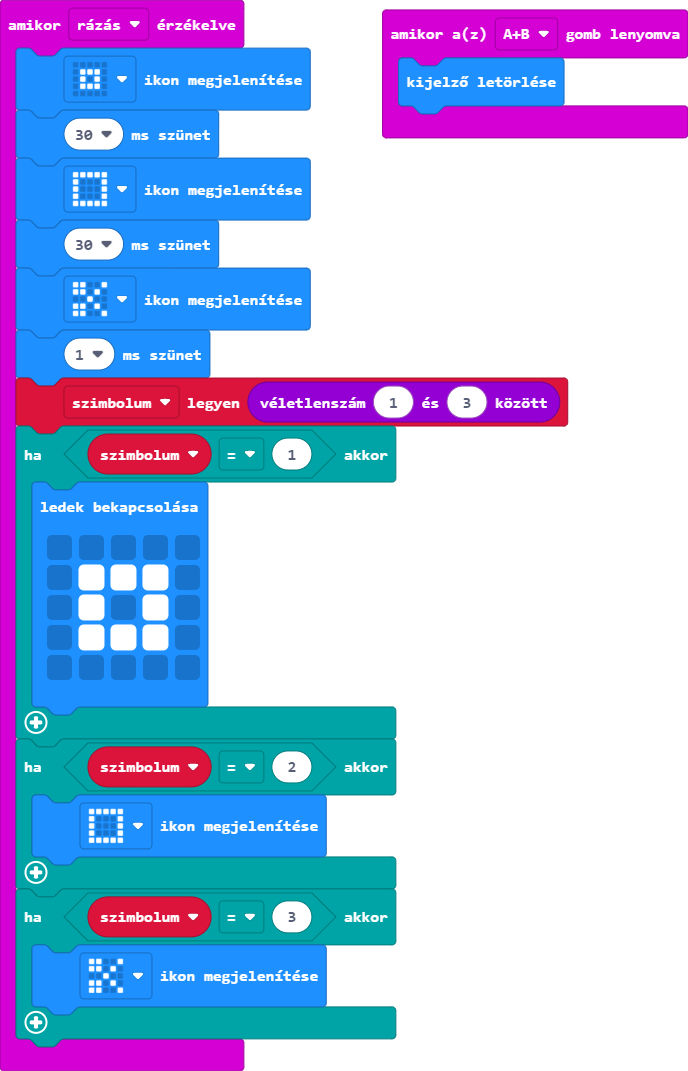 amikor rázás érzékelve
ikon megjelenítése
30 ms szünet
ikon megjelenítése
30 ms szünet
ikon megjelenítése
1 ms szünet
szimbolum legyen véletlenszám 1 és 3 között
ha szimbolum = 1 akkor
ledek bekapcsolása
ha szimbolum = 2 akkor
ikon megjelenítése
ha szimbolum = 3 akkor
ikon megjelenítése
amikor a(z) A+B gomb lenyomva
kijelző letörlése